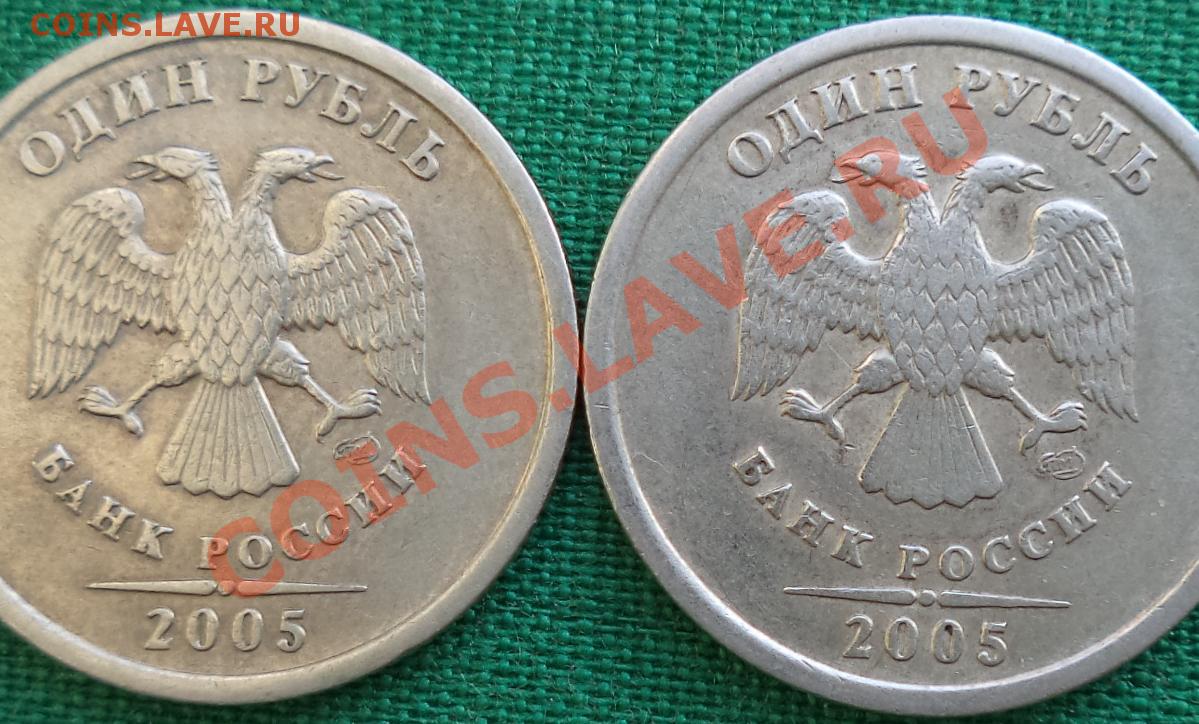 COINS.LAVE.RU
ОДИН РУБЛЬ
БАНК РОССИИ
2005
ОДИН РУБЛЬ
БАНК РОССИИ
2005
COINS.LAVE.RU